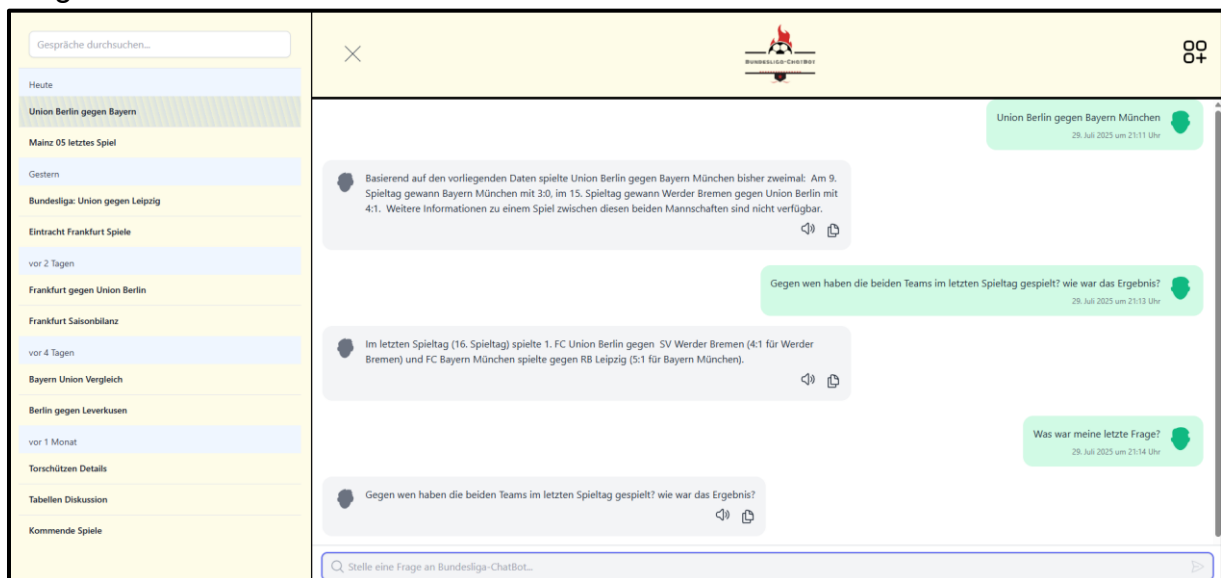 Gespräche durchsuchen...
Heute
Union Berlin gegen Bayern
Mainz 05 letztes Spiel
Gestern
Bundesliga: Union gegen Leipzig
Eintracht Frankfurt Spiele
vor 2 Tagen
Frankfurt gegen Union Berlin
Frankfurt Saisonbilanz
vor 4 Tagen
Bayern Union Vergleich
Berlin gegen Leverkusen
vor 1 Monat
Torschützen Details
Tabellen Diskussion
Kommende Spiele
Bundesliga-ChatBot
Union Berlin gegen Bayern München
29. Juli 2025 um 21:11 Uhr
Basierend auf den vorliegenden Daten spielte Union Berlin gegen Bayern München bisher zweimal: Am 9.
Spieltag gewann Bayern München mit 3:0, im 15. Spieltag gewann Werder Bremen gegen Union Berlin mit
4:1. Weitere Informationen zu einem Spiel zwischen diesen beiden Mannschaften sind nicht verfügbar.
Gegen wen haben die beiden Teams im letzten Spieltag gespielt? wie war das Ergebnis?
29. Juli 2025 um 21:13 Uhr
Im letzten Spieltag (16. Spieltag) spielte 1. FC Union Berlin gegen SV Werder Bremen (4:1 für Werder
Bremen) und FC Bayern München spielte gegen RB Leipzig (5:1 für Bayern München).
Was war meine letzte Frage?
29. Juli 2025 um 21:14 Uhr
Gegen wen haben die beiden Teams im letzten Spieltag gespielt? wie war das Ergebnis?
Stelle eine Frage an Bundesliga-ChatBot...